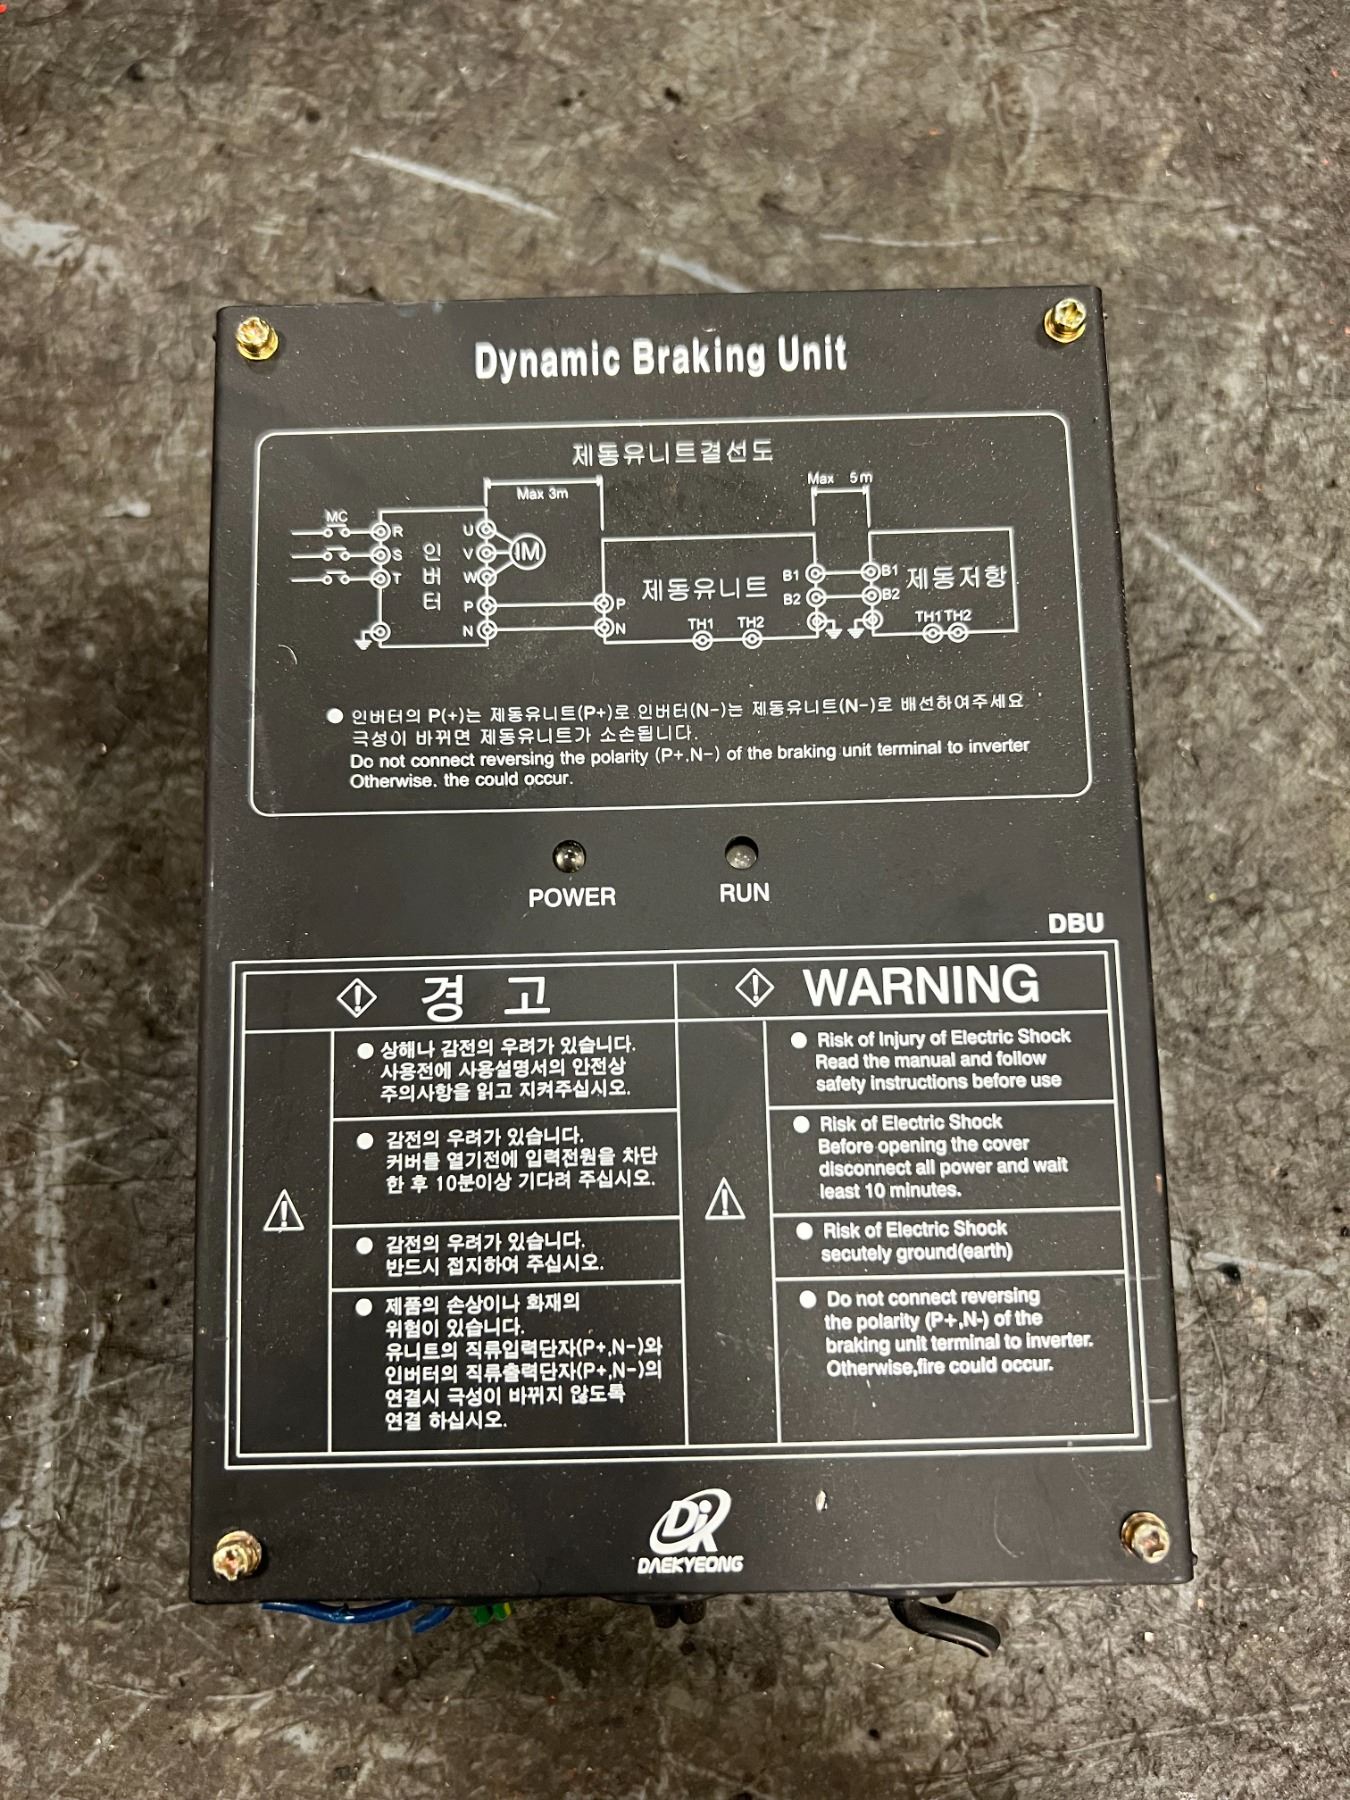 Dynamic Braking Unit
제동유니트결선도
Max 3m
Max 5m
MC
R
S
T
인버터
U
V
W
P
N
IM
P
N
제동유니트
TH1 TH2
B1
B2
B1
B2
제동저항
TH1 TH2
● 인버터의 P(+)는 제동유니트(P+)로 인버터(N-)는 제동유니트(N-)로 배선하여주세요
극성이 바뀌면 제동유니트가 소손됩니다.
Do not connect reversing the polarity (P+.N-) of the braking unit terminal to inverter
Otherwise. the could occur.
POWER
RUN
DBU
경 고
● 상해나 감전의 우려가 있습니다.
사용전에 사용설명서의 안전상
주의사항을 읽고 지켜주십시오.
● 감전의 우려가 있습니다.
커버를 열기전에 입력전원을 차단
한 후 10분이상 기다려 주십시오.
● 감전의 우려가 있습니다.
반드시 접지하여 주십시오.
● 제품의 손상이나 화재의
위험이 있습니다.
유니트의 직류입력단자(P+,N-)와
인버터의 직류출력단자(P+,N-)의
연결시 극성이 바뀌지 않도록
연결 하십시오.
WARNING
● Risk of Injury of Electric Shock
Read the manual and follow
safety instructions before use
● Risk of Electric Shock
Before opening the cover
disconnect all power and wait
least 10 minutes.
● Risk of Electric Shock
secutely ground(earth)
● Do not connect reversing
the polarity (P+,N-) of the
braking unit terminal to inverter.
Otherwise,fire could occur.
DK
DAEKYEONG